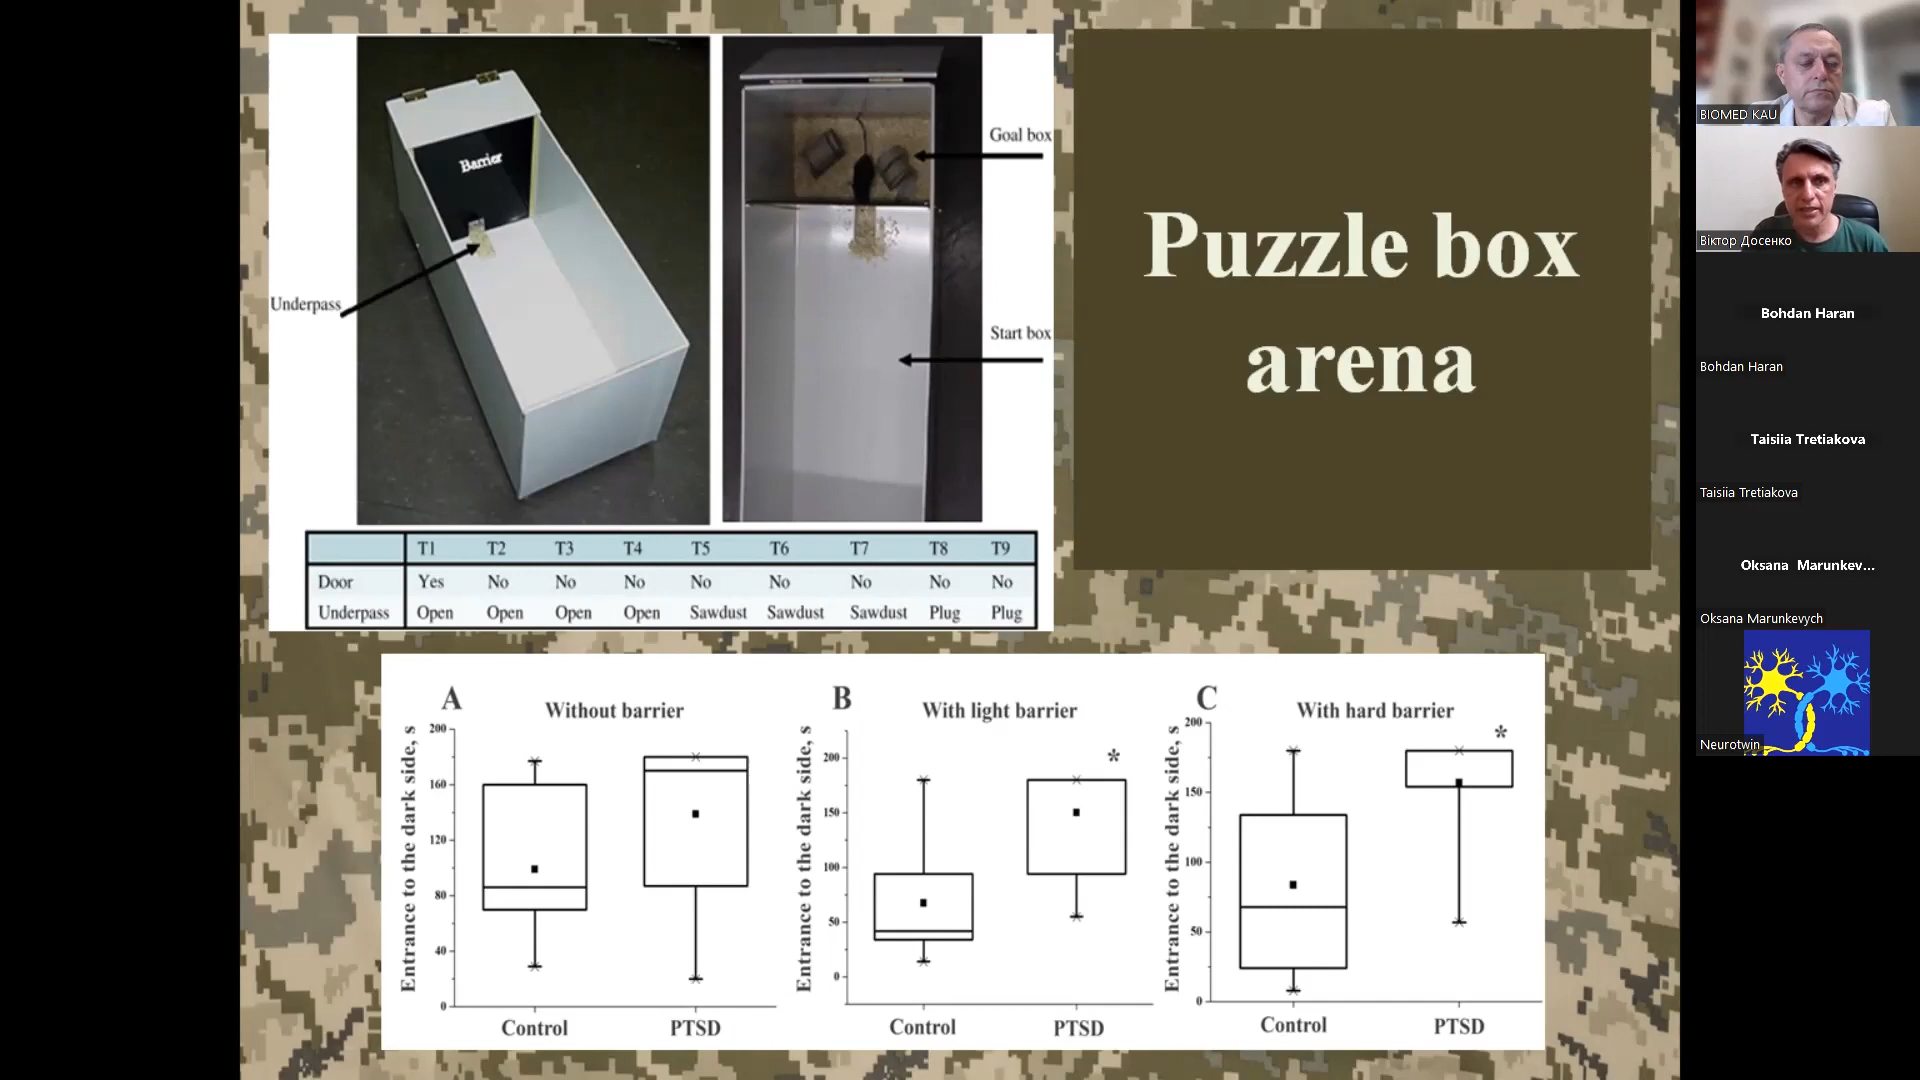 Barrier
Underpass
Goal box
Start box
T1 T2 T3 T4 T5 T6 T7 T8 T9
Door Yes No No No No No No No No
Underpass Open Open Open Open Sawdust Sawdust Sawdust Plug Plug
Puzzle box
arena
A Without barrier
Entrance to the dark side, s
200
160
120
80
40
0
Control PTSD
B With light barrier
*
Entrance to the dark side, s
200
150
100
50
0
Control PTSD
C With hard barrier
*
Entrance to the dark side, s
200
150
100
50
0
Control PTSD
BIOMED KAU
Віктор Досенко
Bohdan Haran
Bohdan Haran
Taisiia Tretiakova
Taisiia Tretiakova
Oksana Marunkev...
Oksana Marunkevych
Neurotwin